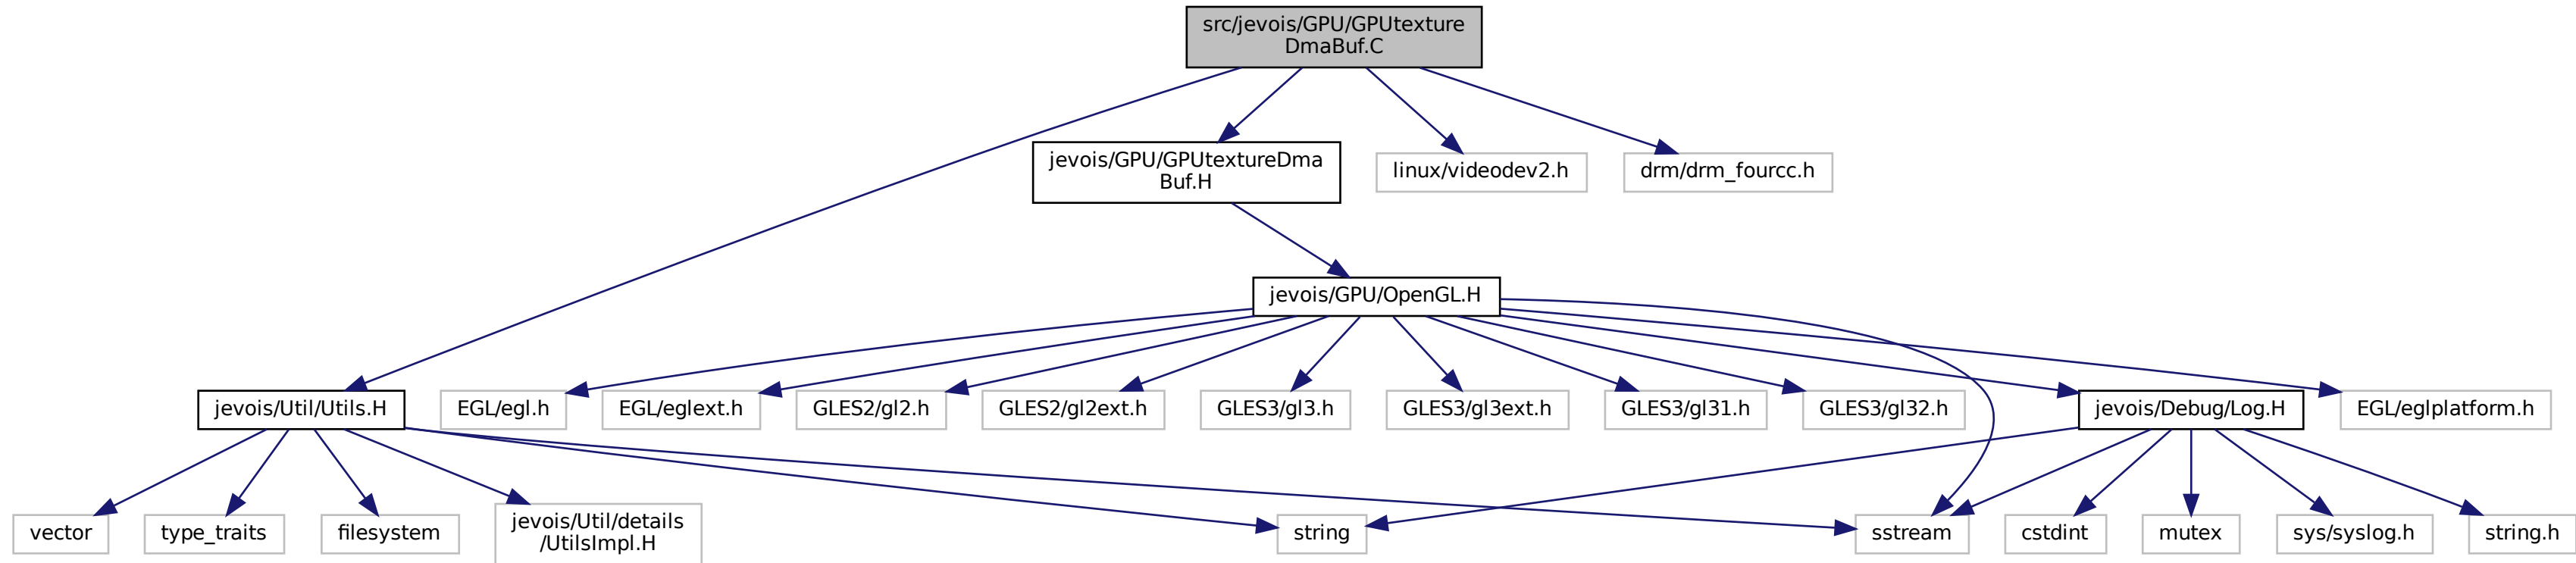 src/jevois/GPU/GPUtexture
DmaBuf.C
jevois/GPU/GPUtextureDma
Buf.H
linux/videodev2.h
drm/drm_fourcc.h
jevois/GPU/OpenGL.H
jevois/Util/Utils.H
EGL/egl.h
EGL/eglext.h
GLES2/gl2.h
GLES2/gl2ext.h
GLES3/gl3.h
GLES3/gl3ext.h
GLES3/gl31.h
GLES3/gl32.h
jevois/Debug/Log.H
EGL/eglplatform.h
vector
type_traits
filesystem
jevois/Util/details
/UtilsImpl.H
string
sstream
cstdint
mutex
sys/syslog.h
string.h